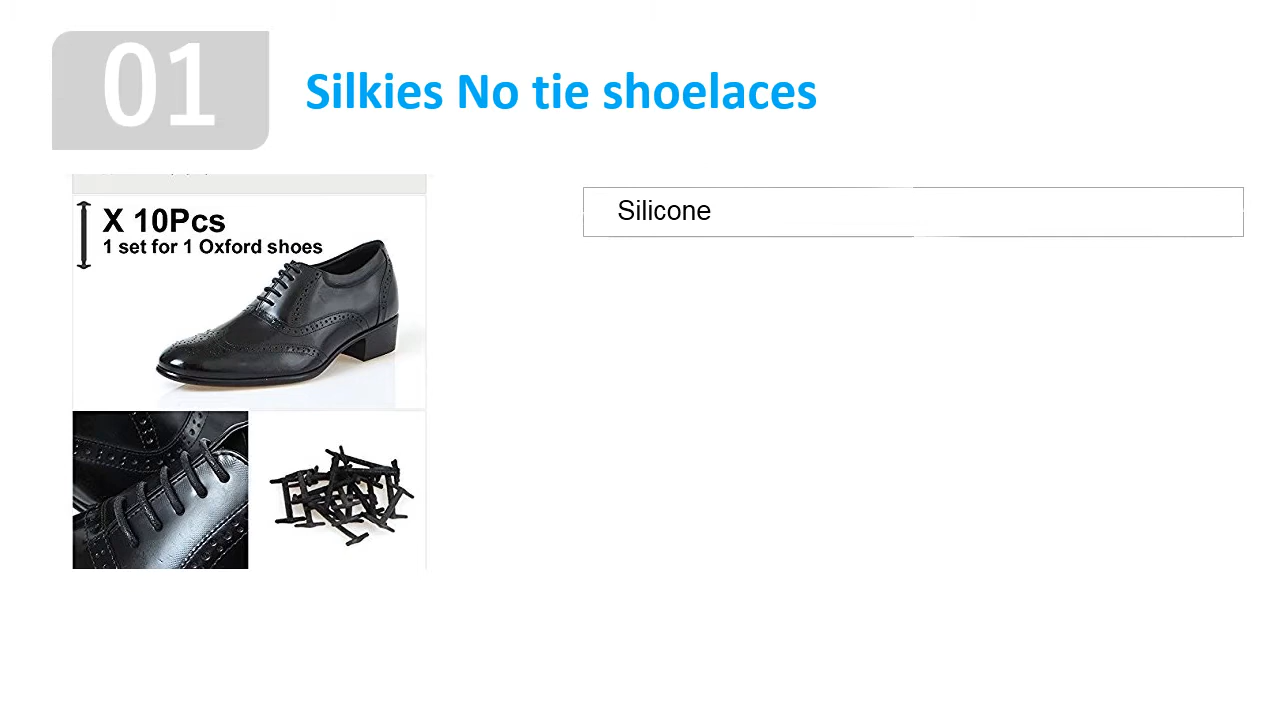 01
Silkies No tie shoelaces
X 10Pcs
1 set for 1 Oxford shoes
Silicone